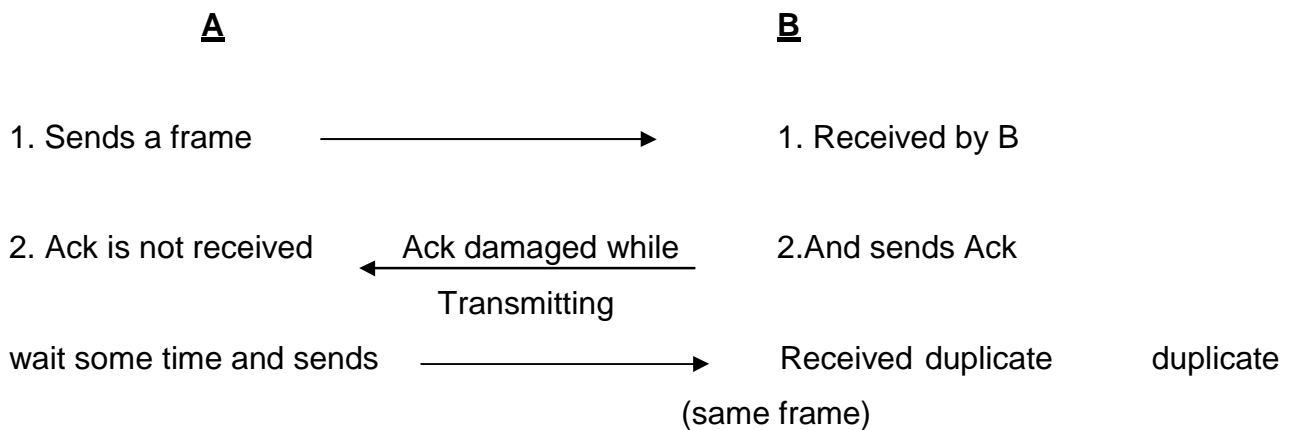 A B
1. Sends a frame 1. Received by B
2. Ack is not received Ack damaged while 2.And sends Ack
Transmitting
wait some time and sends Received duplicate duplicate
(same frame)